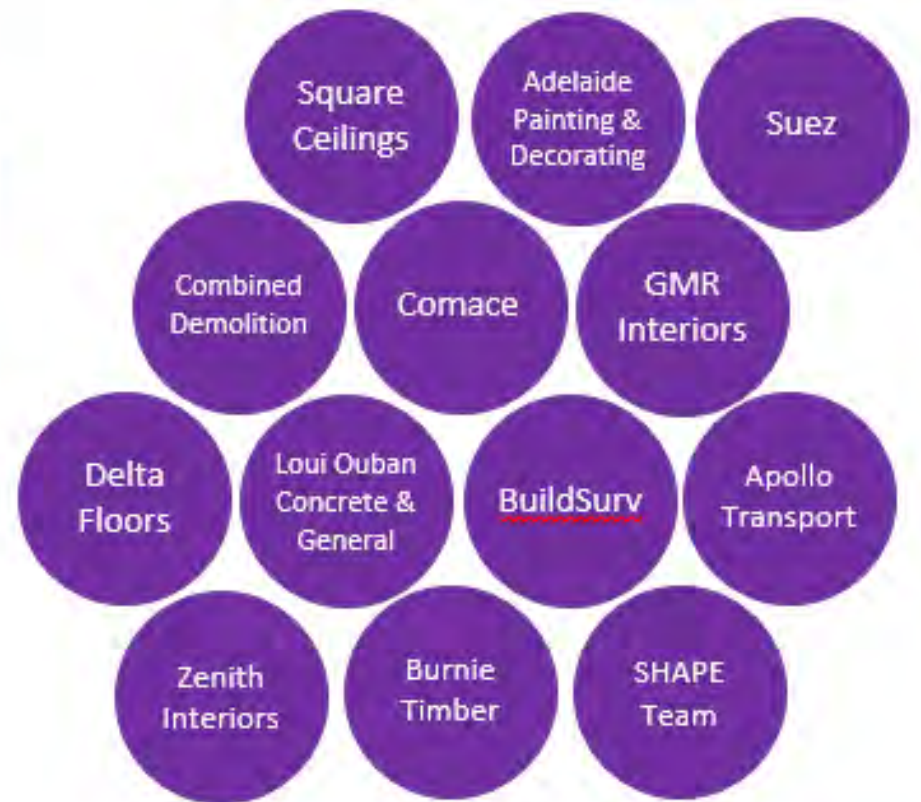 Square
Ceilings
Adelaide
Painting &
Decorating
Suez
Combined
Demolition
Comace
GMR
Interiors
Delta
Floors
Loui Ouban
Concrete &
General
BuildSurv
Apollo
Transport
Zenith
Interiors
Burnie
Timber
SHAPE
Team